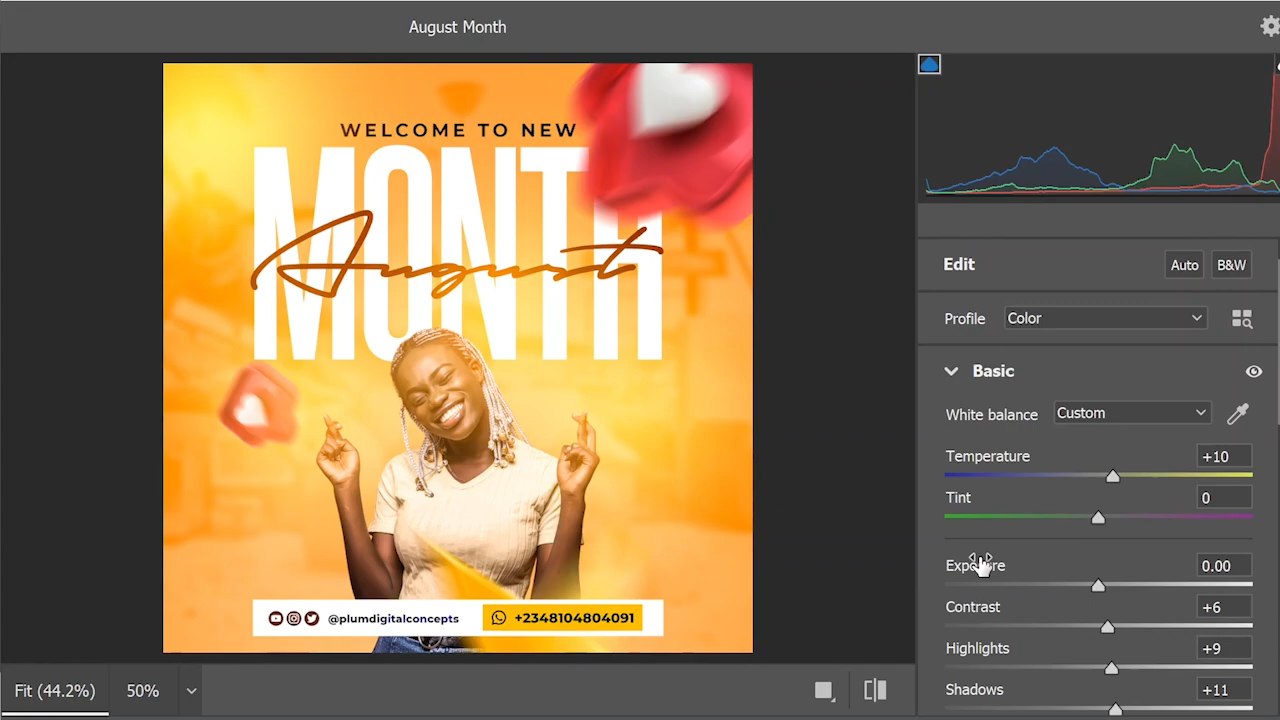 August Month
WELCOME TO NEW
MONTH
August
@plumdigitalconcepts
+2348104804091
Edit
Auto
B&W
Profile
Color
Basic
White balance
Custom
Temperature
+10
Tint
0
Exposure
0.00
Contrast
+6
Highlights
+9
Shadows
+11
Fit (44.2%)
50%